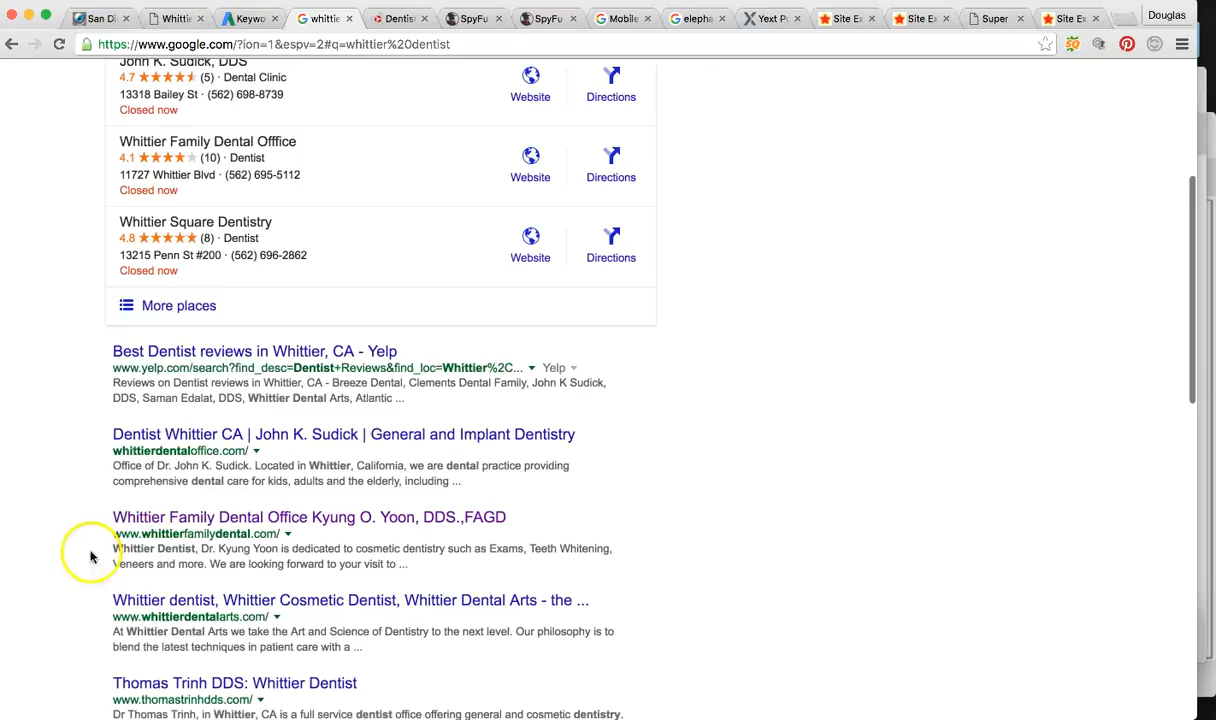 San Di
Whittie
Keywo
whittie
Dentist
SpyFu
SpyFu
Mobile
elepha
Yext P
Site Ex
Site Ex
Super
Site Ex
Douglas
https://www.google.com/?ion=1&espv=2#q=whittier%20dentist
John K. Sudick, DDS
4.7 ★★★★★ (5) · Dental Clinic
13318 Bailey St · (562) 698-8739
Closed now
Website
Directions
Whittier Family Dental Offfice
4.1 ★★★★★ (10) · Dentist
11727 Whittier Blvd · (562) 695-5112
Closed now
Website
Directions
Whittier Square Dentistry
4.8 ★★★★★ (8) · Dentist
13215 Penn St #200 · (562) 696-2862
Closed now
Website
Directions
More places
Best Dentist reviews in Whittier, CA - Yelp
www.yelp.com/search?find_desc=Dentist+Reviews&find_loc=Whittier%2C... ▼ Yelp ▼
Reviews on Dentist reviews in Whittier, CA - Breeze Dental, Clements Dental Family, John K Sudick,
DDS, Saman Edalat, DDS, Whittier Dental Arts, Atlantic ...
Dentist Whittier CA | John K. Sudick | General and Implant Dentistry
whittierdentaloffice.com/ ▼
Office of Dr. John K. Sudick. Located in Whittier, California, we are dental practice providing
comprehensive dental care for kids, adults and the elderly, including ...
Whittier Family Dental Office Kyung O. Yoon, DDS.,FAGD
www.whittierfamilydental.com/ ▼
Whittier Dentist, Dr. Kyung Yoon is dedicated to cosmetic dentistry such as Exams, Teeth Whitening,
Veneers and more. We are looking forward to your visit to ...
Whittier dentist, Whittier Cosmetic Dentist, Whittier Dental Arts - the ...
www.whittierdentalarts.com/ ▼
At Whittier Dental Arts we take the Art and Science of Dentistry to the next level. Our philosophy is to
blend the latest techniques in patient care with a ...
Thomas Trinh DDS: Whittier Dentist
www.thomastrinhdds.com/ ▼
Dr Thomas Trinh, in Whittier, CA is a full service dentist office offering general and cosmetic dentistry.